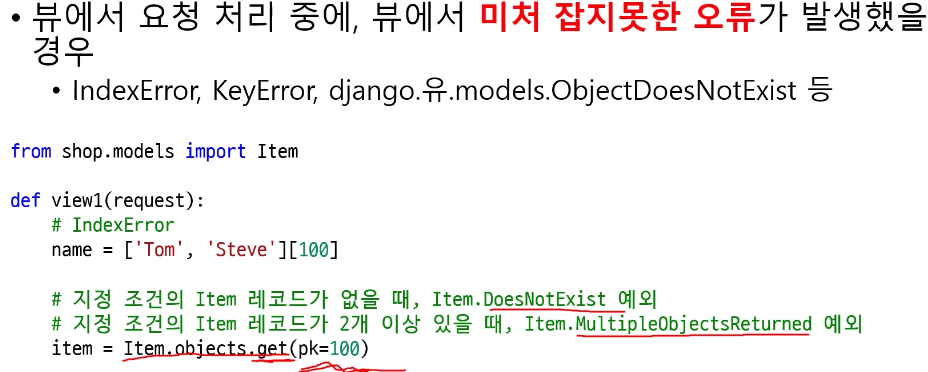 • 뷰에서 요청 처리 중에, 뷰에서 미처 잡지못한 오류가 발생했을
경우
• IndexError, KeyError, django.유.models.ObjectDoesNotExist 등
from shop.models import Item
def view1(request):
    # IndexError
    name = ['Tom', 'Steve'][100]
    # 지정 조건의 Item 레코드가 없을 때, Item.DoesNotExist 예외
    # 지정 조건의 Item 레코드가 2개 이상 있을 때, Item.MultipleObjectsReturned 예외
    item = Item.objects.get(pk=100)